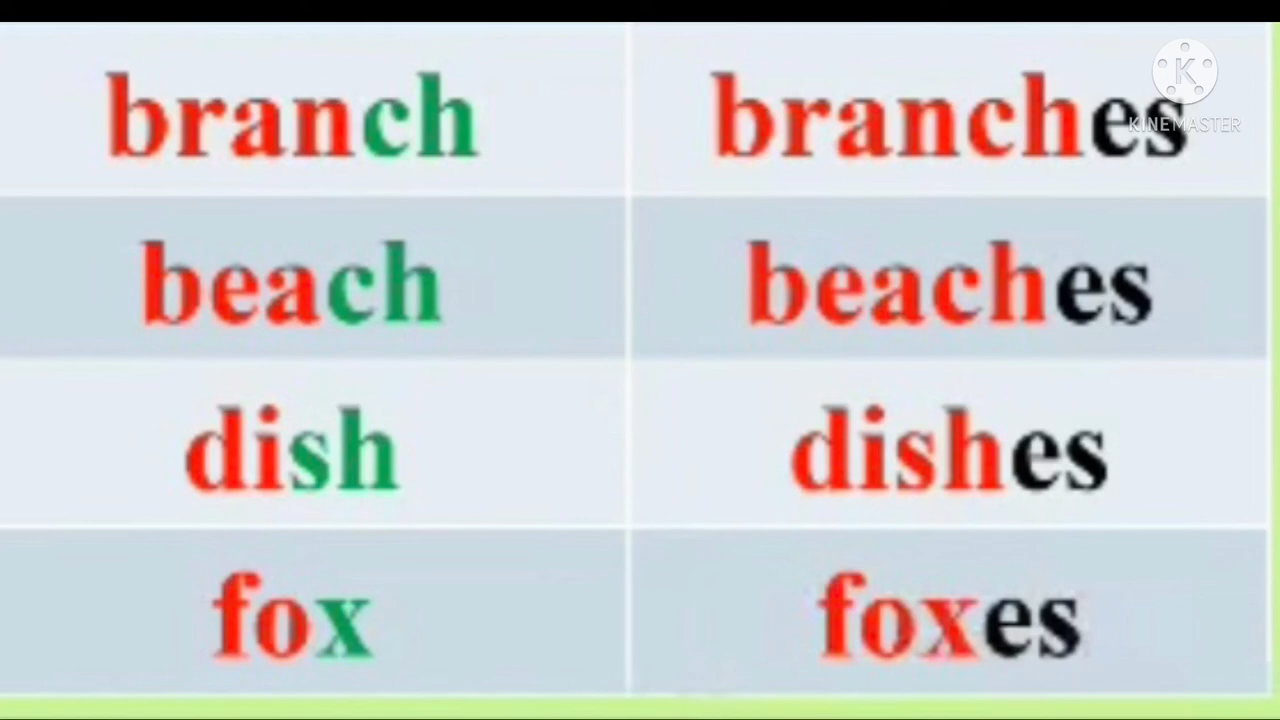 branch branches
K
KINEMASTER
beach beaches
dish dishes
fox foxes